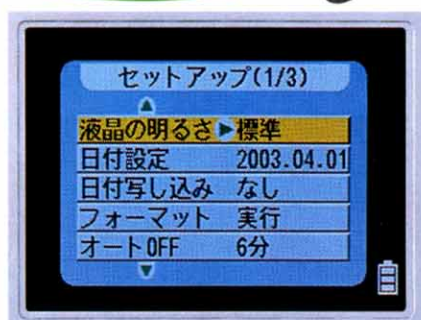 セットアップ(1/3)
液晶の明るさ 標準
日付設定 2003.04.01
日付写し込み なし
フォーマット 実行
オートOFF 6分